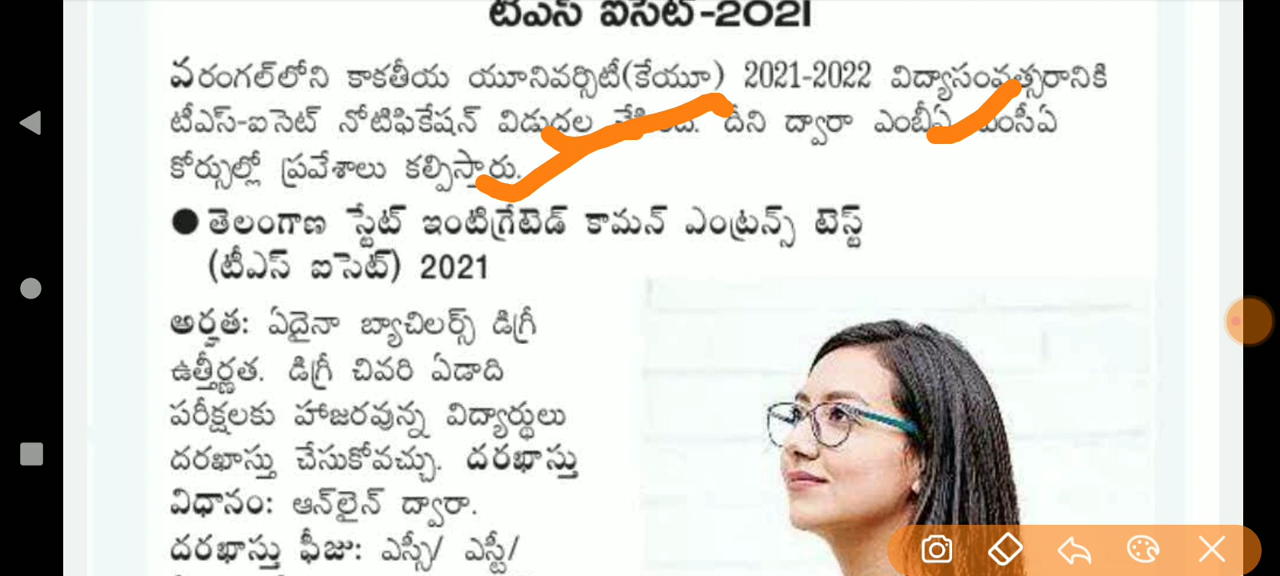 టీఎస్ ఐసెట్-2021
వరంగల్‌లోని కాకతీయ యూనివర్సిటీ(కేయూ) 2021-2022 విద్యాసంవత్సరానికి
టీఎస్-ఐసెట్ నోటిఫికేషన్ విడుదల చేసింది. దీని ద్వారా ఎంబీఏ, ఎంసీఏ
కోర్సుల్లో ప్రవేశాలు కల్పిస్తారు.
● తెలంగాణ స్టేట్ ఇంటిగ్రేటెడ్ కామన్ ఎంట్రన్స్ టెస్ట్
(టీఎస్ ఐసెట్) 2021
అర్హత: ఏదైనా బ్యాచిలర్స్ డిగ్రీ
ఉత్తీర్ణత. డిగ్రీ చివరి ఏడాది
పరీక్షలకు హాజరవున్న విద్యార్థులు
దరఖాస్తు చేసుకోవచ్చు. దరఖాస్తు
విధానం: ఆన్‌లైన్ ద్వారా.
దరఖాస్తు ఫీజు: ఎస్సీ/ ఎస్టీ/